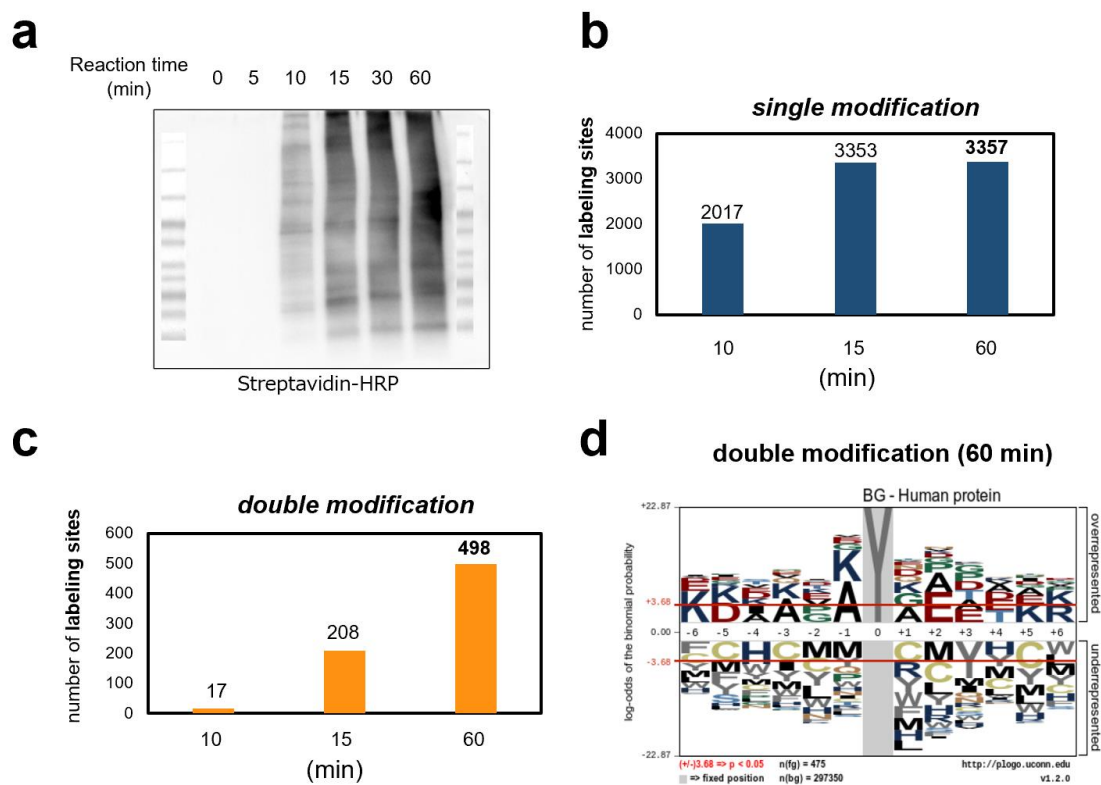 a
Reaction time
(min)
0 5 10 15 30 60
Streptavidin-HRP
b
single modification
number of labeling sites
4000
3000
2000
1000
0
2017
3353
3357
10 15 60
(min)
c
double modification
number of labeling sites
600
500
400
300
200
100
0
17
208
498
10 15 60
(min)
d
double modification (60 min)
BG - Human protein
log-odds of the binomial probability
+22.87
+3.68
0.00
-3.68
-22.87
Y
-6 -5 -4 -3 -2 -1 0 +1 +2 +3 +4 +5 +6
overrepresented
underrepresented
(+/-)3.68 => p < 0.05 n(fg) = 475 http://plogo.uconn.edu
=> fixed position n(bg) = 297350 v1.2.0